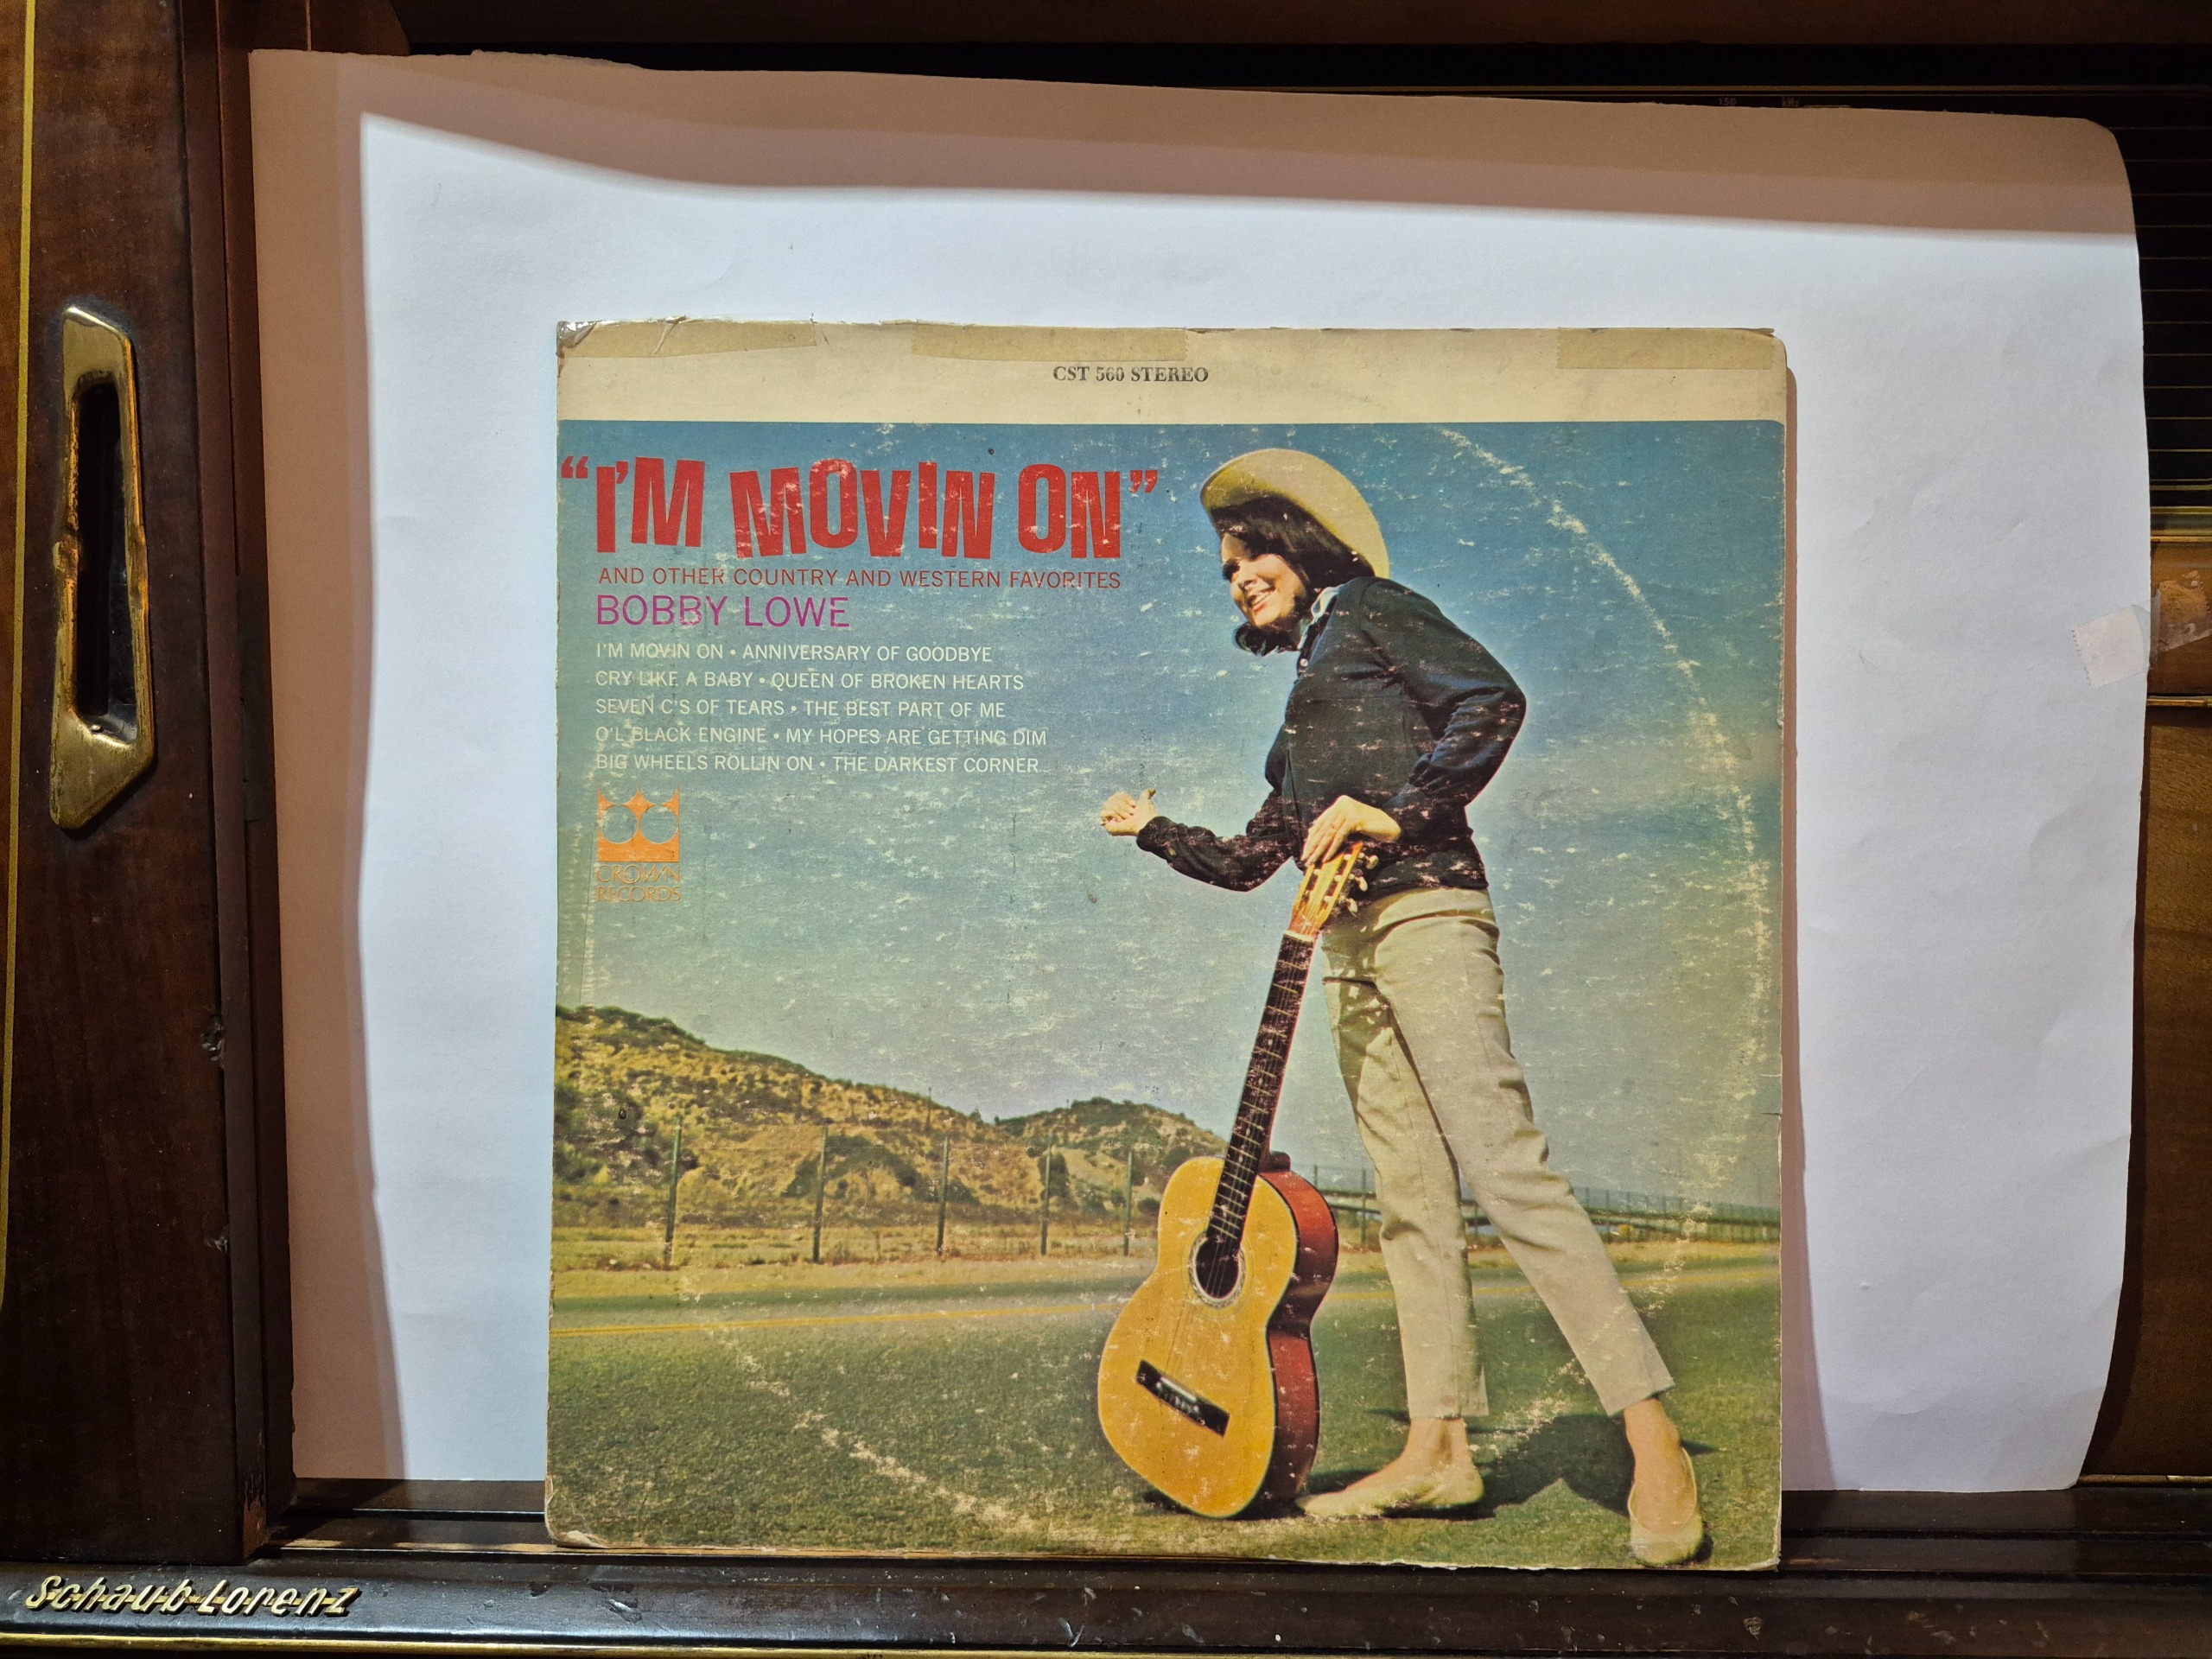 CST 560 STEREO
"I'M MOVIN ON"
AND OTHER COUNTRY AND WESTERN FAVORITES
BOBBY LOWE
I'M MOVIN ON • ANNIVERSARY OF GOODBYE
CRY LIKE A BABY • QUEEN OF BROKEN HEARTS
SEVEN C'S OF TEARS • THE BEST PART OF ME
O'L BLACK ENGINE • MY HOPES ARE GETTING DIM
BIG WHEELS ROLLIN ON • THE DARKEST CORNER
CROWN
RECORDS
Schaub-Lorenz